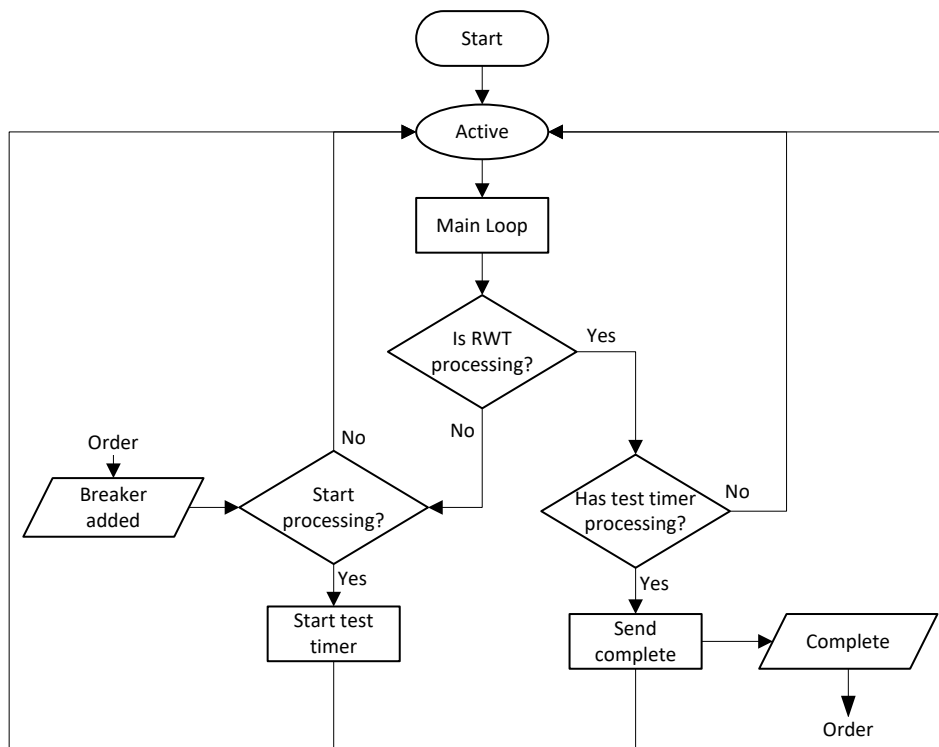 Start
Active
Main Loop
Is RWT
processing?
Yes
No
Order
Breaker
added
No
Start
processing?
Has test timer
processing?
No
Yes
Yes
Start test
timer
Send
complete
Complete
Order